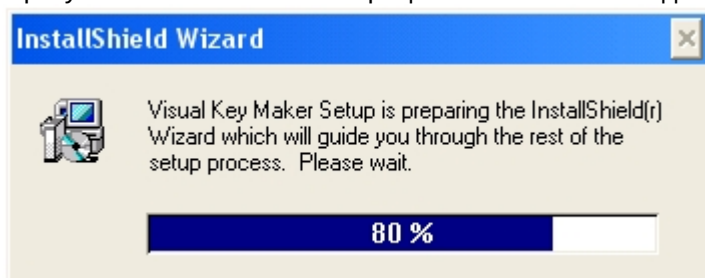 InstallShield Wizard
Visual Key Maker Setup is preparing the InstallShield(r)
Wizard which will guide you through the rest of the
setup process. Please wait.
80 %